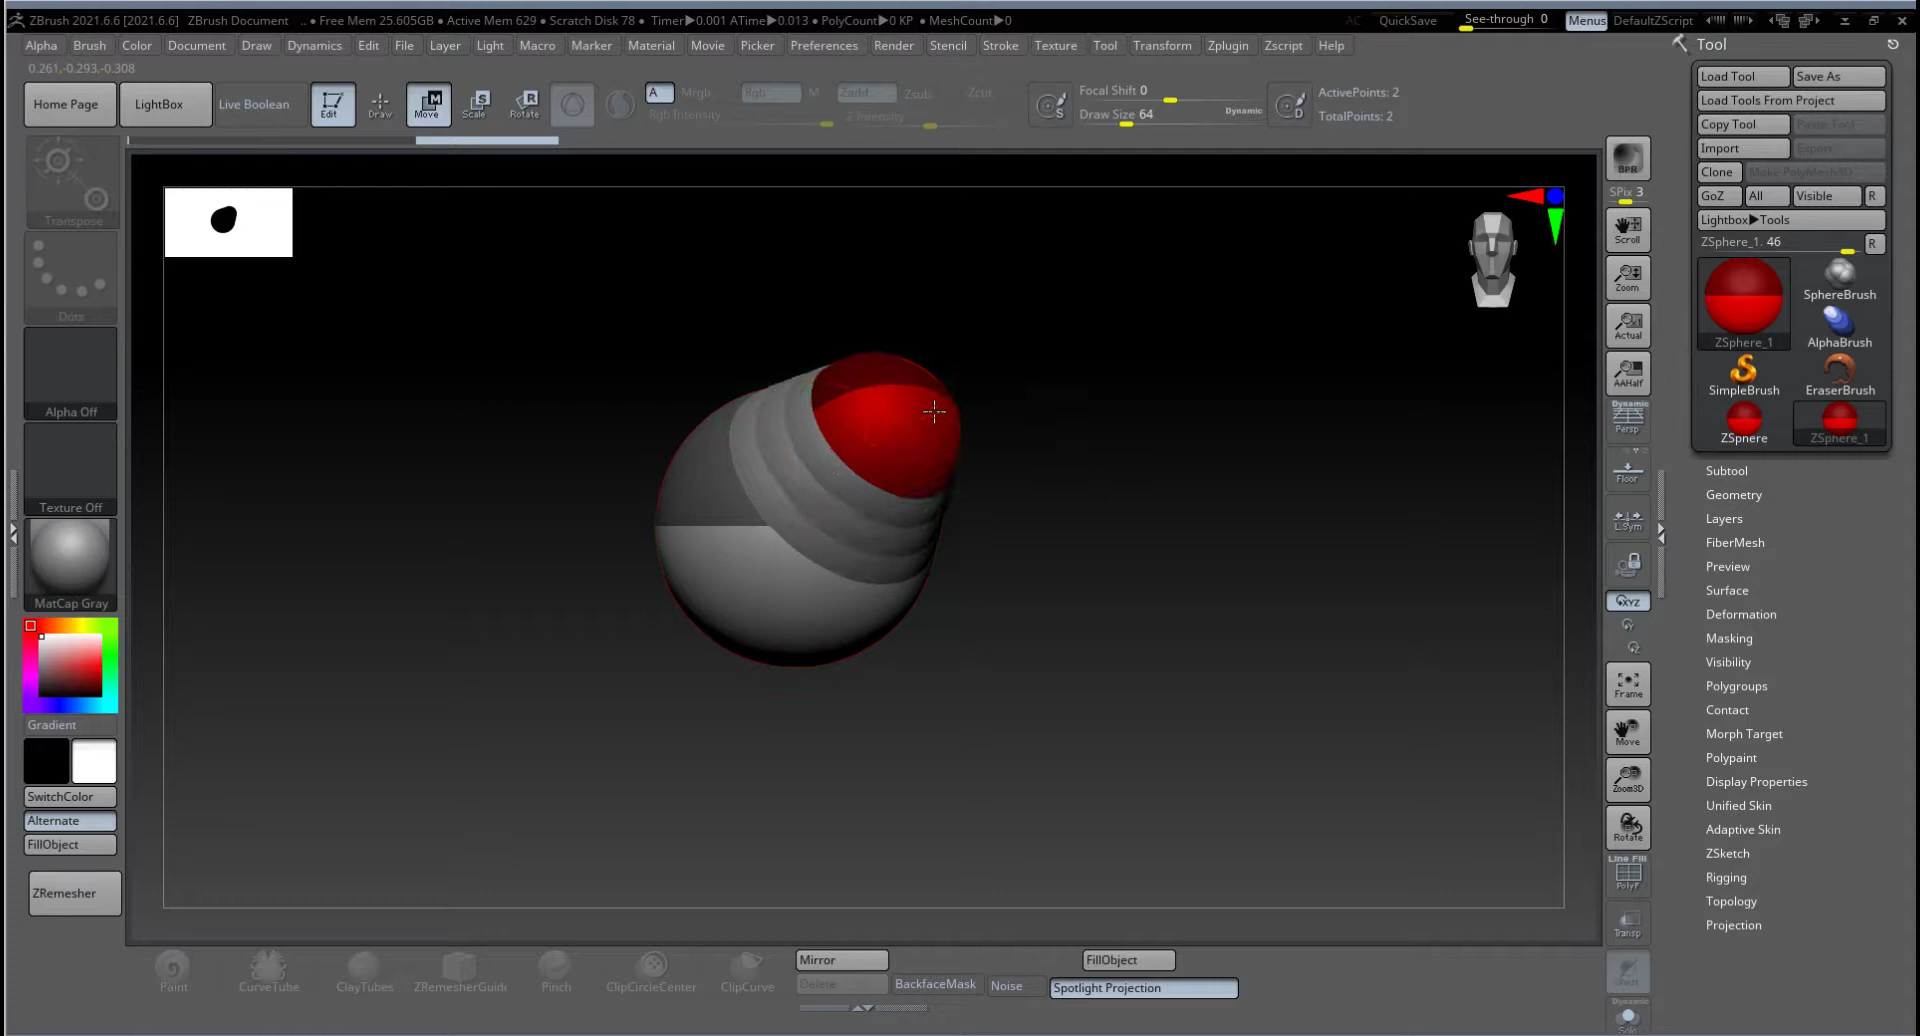 ZBrush 2021.6.6 [2021.6.6] ZBrush Document .. • Free Mem 25.605GB • Active Mem 629 • Scratch Disk 78 • Timer▶0.001 ATime▶0.013 • PolyCount▶0 KP • MeshCount▶0 AC QuickSave See-through 0 Menus DefaultZScript
Alpha Brush Color Document Draw Dynamics Edit File Layer Light Macro Marker Material Movie Picker Preferences Render Stencil Stroke Texture Tool Transform Zplugin Zscript Help
0.261,-0.293,-0.308
Home Page LightBox Live Boolean Edit Draw Move Scale Rotate A Mrgb Rgb M Zadd Zsub Zcut
Rgb Intensity Z Intensity
Focal Shift 0
Draw Size 64 Dynamic
ActivePoints: 2
TotalPoints: 2
S
D
Transpose
Dots
Alpha Off
Texture Off
MatCap Gray
Gradient
SwitchColor
Alternate
FillObject
ZRemesher
BPR
SPix 3
Scroll
Zoom
Actual
AAHalf
Dynamic
Persp
Floor
L.Sym
XYZ
Frame
Move
Zoom3D
Rotate
Line Fill
PolyF
Transp
Dynamic
Solo
Tool
Load Tool Save As
Load Tools From Project
Copy Tool Paste Tool
Import Export
Clone Make PolyMesh3D
GoZ All Visible R
Lightbox▶Tools
ZSphere_1. 46 R
ZSphere_1
SphereBrush
AlphaBrush
SimpleBrush EraserBrush
ZSphere ZSphere_1
Subtool
Geometry
Layers
FiberMesh
Preview
Surface
Deformation
Masking
Visibility
Polygroups
Contact
Morph Target
Polypaint
Display Properties
Unified Skin
Adaptive Skin
ZSketch
Rigging
Topology
Projection
Paint CurveTube ClayTubes ZRemesherGuide Pinch ClipCircleCenter ClipCurve
Mirror FillObject
Delete BackfaceMask Noise Spotlight Projection